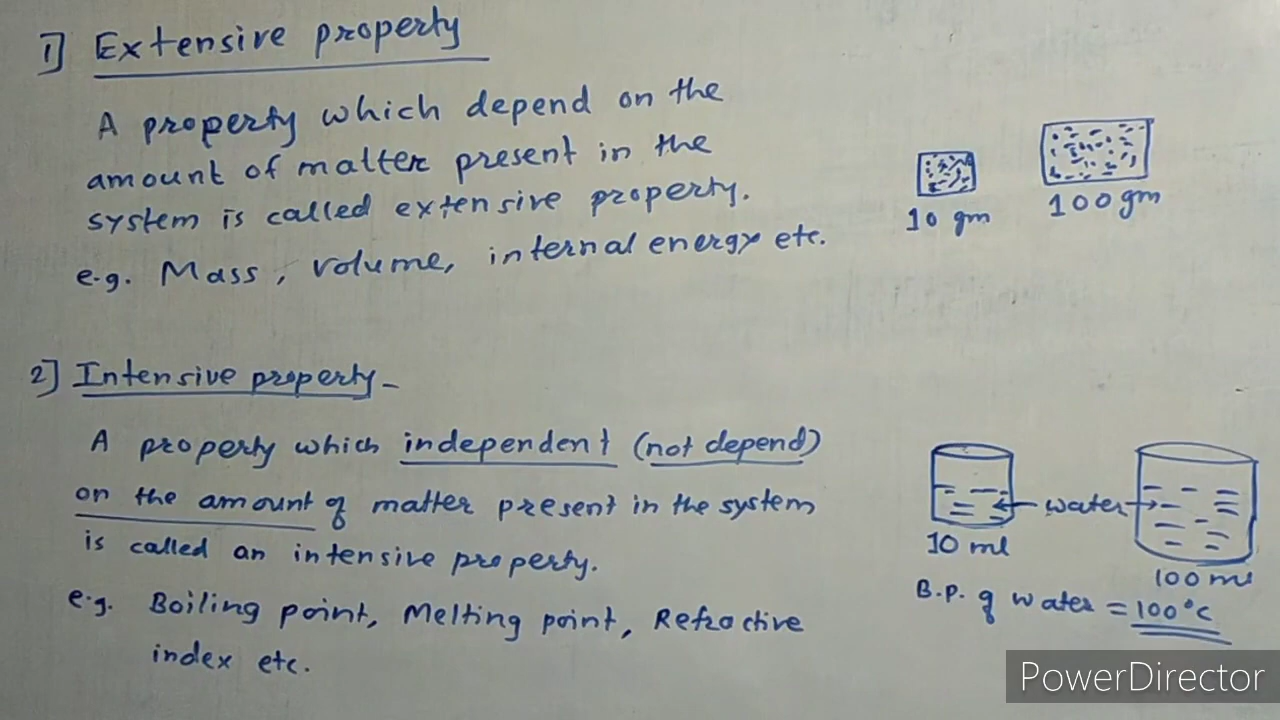 1] Extensive property
A property which depend on the
amount of matter present in the
system is called extensive property.
e.g. Mass, volume, internal energy etc.
10 gm
100 gm
2] Intensive property -
A property which independent (not depend)
on the amount of matter present in the system
is called an intensive property.
e.g. Boiling point, Melting point, Refractive
index etc.
water
10 ml
100 ml
B.P. of water = 100°C
PowerDirector